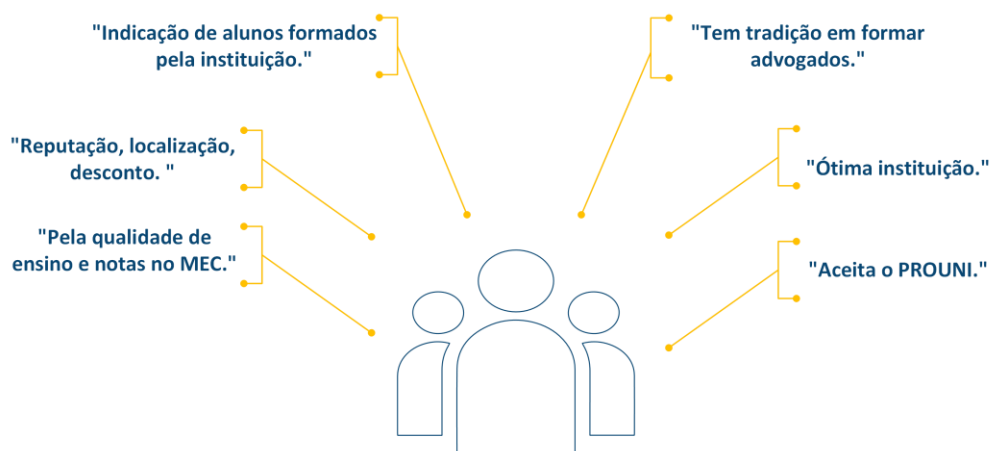 "Indicação de alunos formados
pela instituição."
"Tem tradição em formar
advogados."
"Reputação, localização,
desconto. "
"Ótima instituição."
"Pela qualidade de
ensino e notas no MEC."
"Aceita o PROUNI."